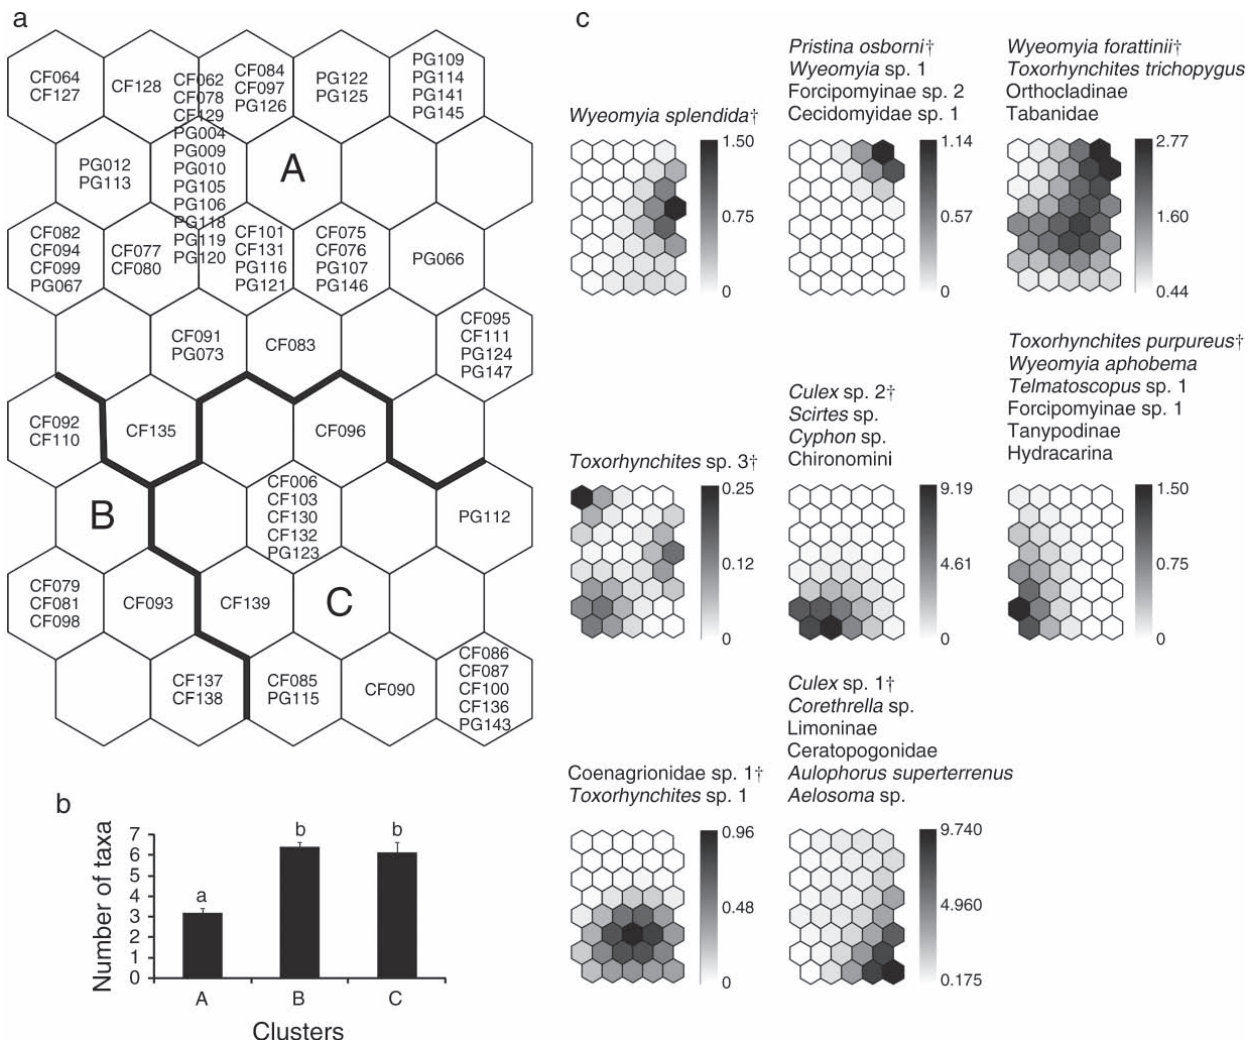 a
CF064
CF127
CF128
CF062
CF078
CF129
PG004
PG009
PG010
PG105
PG106
PG118
PG119
PG120
CF084
CF097
PG126
PG122
PG125
PG109
PG114
PG141
PG145
PG012
PG113
A
CF082
CF094
CF099
PG067
CF077
CF080
CF101
CF131
PG116
PG121
CF075
CF076
PG107
PG146
PG066
CF091
PG073
CF083
CF095
CF111
PG124
PG147
CF092
CF110
CF135
CF096
B
CF006
CF103
CF130
CF132
PG123
PG112
CF079
CF081
CF098
CF093
CF139
C
CF137
CF138
CF085
PG115
CF090
CF086
CF087
CF100
CF136
PG143
b
Number of taxa
7
6
5
4
3
2
1
0
a
b
b
A
B
C
Clusters
c
Wyeomyia splendida†
1.50
0.75
0
Pristina osborni†
Wyeomyia sp. 1
Forcipomyinae sp. 2
Cecidomyidae sp. 1
1.14
0.57
0
Wyeomyia forattinii†
Toxorhynchites trichopygus
Orthocladinae
Tabanidae
2.77
1.60
0.44
Toxorhynchites sp. 3†
0.25
0.12
0
Culex sp. 2†
Scirtes sp.
Cyphon sp.
Chironomini
9.19
4.61
0
Toxorhynchites purpureus†
Wyeomyia aphobema
Telmatoscopus sp. 1
Forcipomyinae sp. 1
Tanypodinae
Hydracarina
1.50
0.75
0
Coenagrionidae sp. 1†
Toxorhynchites sp. 1
0.96
0.48
0
Culex sp. 1†
Corethrella sp.
Limoninae
Ceratopogonidae
Aulophorus superterrenus
Aelosoma sp.
9.740
4.960
0.175